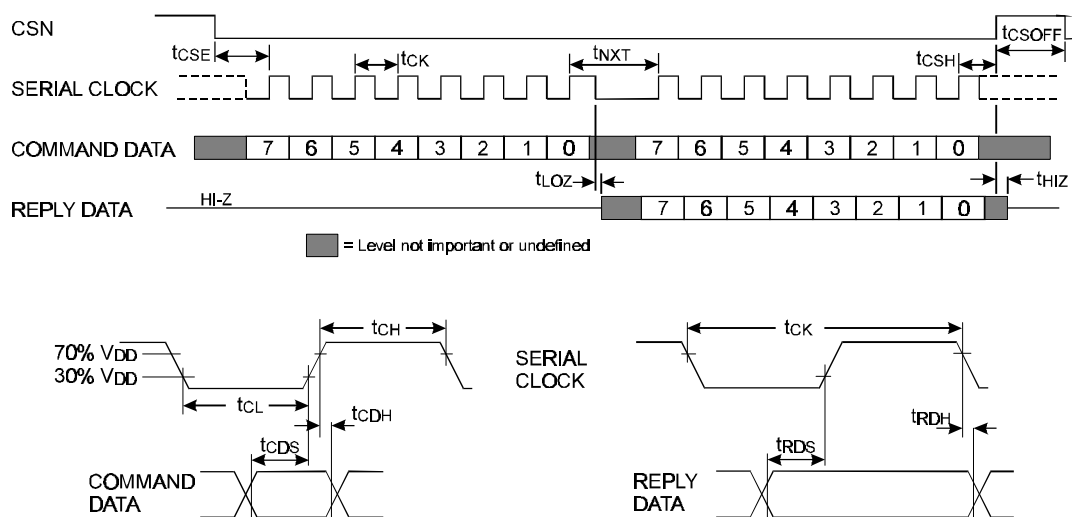 CSN
tCSE
tCK
tNXT
tCSH
tCSOFF
SERIAL CLOCK
COMMAND DATA
7 6 5 4 3 2 1 0 7 6 5 4 3 2 1 0
tLOZ
tHIZ
REPLY DATA
HI-Z
7 6 5 4 3 2 1 0
= Level not important or undefined
tCH
70% VDD
30% VDD
tCL
tCDH
tCDS
COMMAND
DATA
SERIAL
CLOCK
tCK
tRDH
tRDS
REPLY
DATA